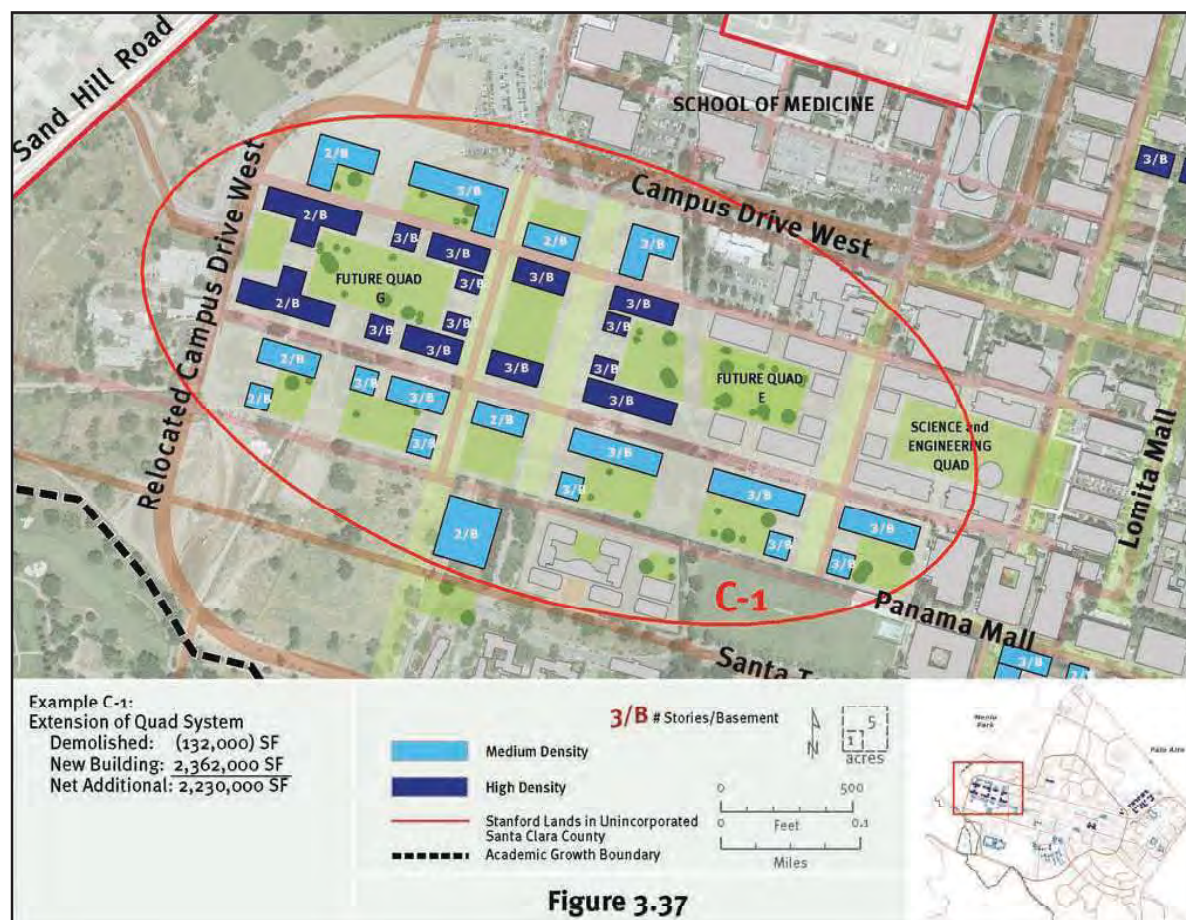 Sand Hill Road
SCHOOL OF MEDICINE
3/B
2/B
3/B
Campus Drive West
2/B
3/B
3/B
2/B
3/B
3/B
3/B
3/B
FUTURE QUAD
G
2/B
3/B
3/B
3/B
3/B
3/B
3/B
3/B
3/B
FUTURE QUAD
E
SCIENCE and
ENGINEERING
QUAD
Relocated Campus Drive West
Lomita Mall
2/B
2/B
3/B
3/B
3/B
3/B
3/B
3/B
2/B
3/B
3/B
3/B
3/B
C-1
Panama Mall
3/B
Santa T
Example C-1:
Extension of Quad System
Demolished: (132,000) SF
New Building: 2,362,000 SF
Net Additional: 2,230,000 SF
3/B # Stories/Basement
Medium Density
High Density
Stanford Lands in Unincorporated
Santa Clara County
Academic Growth Boundary
N
5
1
acres
0 500
Feet
0 0.1
Miles
Menlo
Park
Palo Alto
Figure 3.37